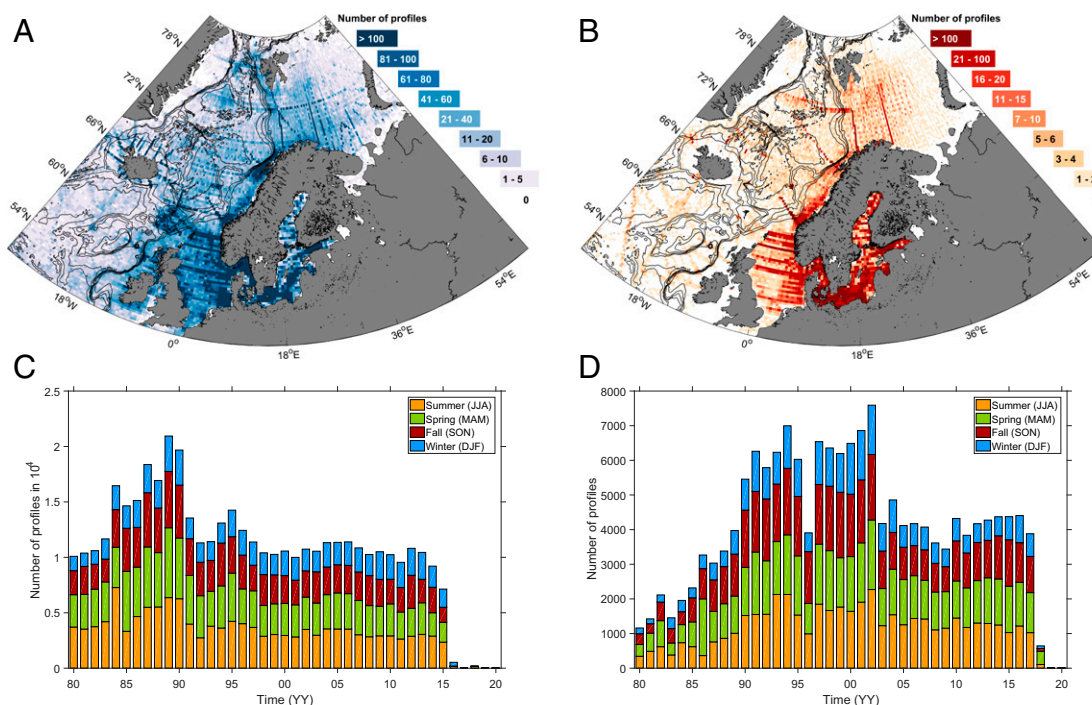 A
Number of profiles
> 100
81 - 100
61 - 80
41 - 60
21 - 40
11 - 20
6 - 10
1 - 5
0
78°N
72°N
66°N
60°N
54°N
18°W
0°
18°E
36°E
54°E
B
Number of profiles
> 100
21 - 100
16 - 20
11 - 15
7 - 10
5 - 6
3 - 4
78°N
72°N
66°N
60°N
54°N
18°W
0°
18°E
36°E
54°E
C
Number of profiles in 10⁴
2.5
2
1.5
1
0.5
0
80
85
90
95
00
05
10
15
20
Time (YY)
Summer (JJA)
Spring (MAM)
Fall (SON)
Winter (DJF)
D
Number of profiles
8000
7000
6000
5000
4000
3000
2000
1000
0
80
85
90
95
00
05
10
15
20
Time (YY)
Summer (JJA)
Spring (MAM)
Fall (SON)
Winter (DJF)